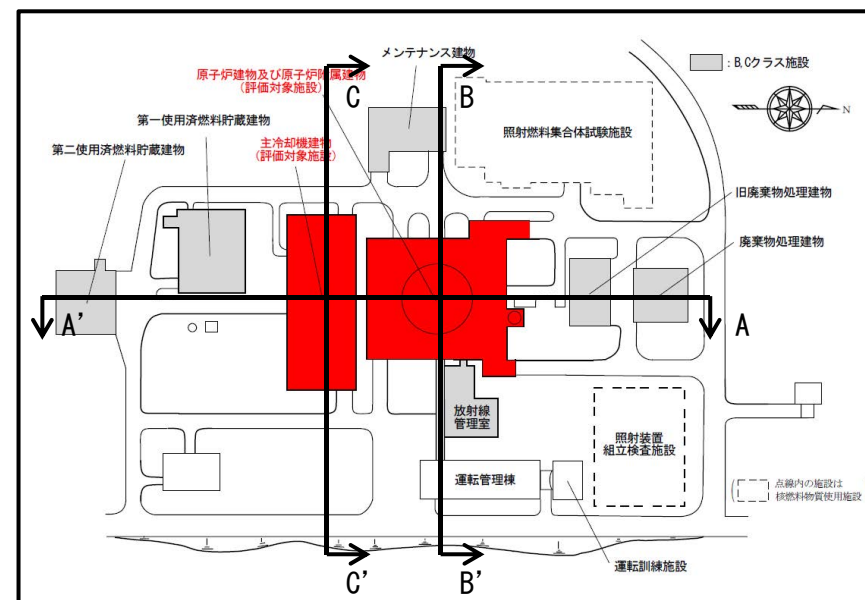 メンテナンス建物
原子炉建物及び原子炉附属建物
(評価対象施設)
C
B
:B,Cクラス施設
N
第一使用済燃料貯蔵建物
主冷却機建物
(評価対象施設)
照射燃料集合体試験施設
第二使用済燃料貯蔵建物
旧廃棄物処理建物
廃棄物処理建物
A'
A
放射線
管理室
照射装置
組立検査施設
運転管理棟
点線内の施設は
核燃料物質使用施設
運転訓練施設
C'
B'